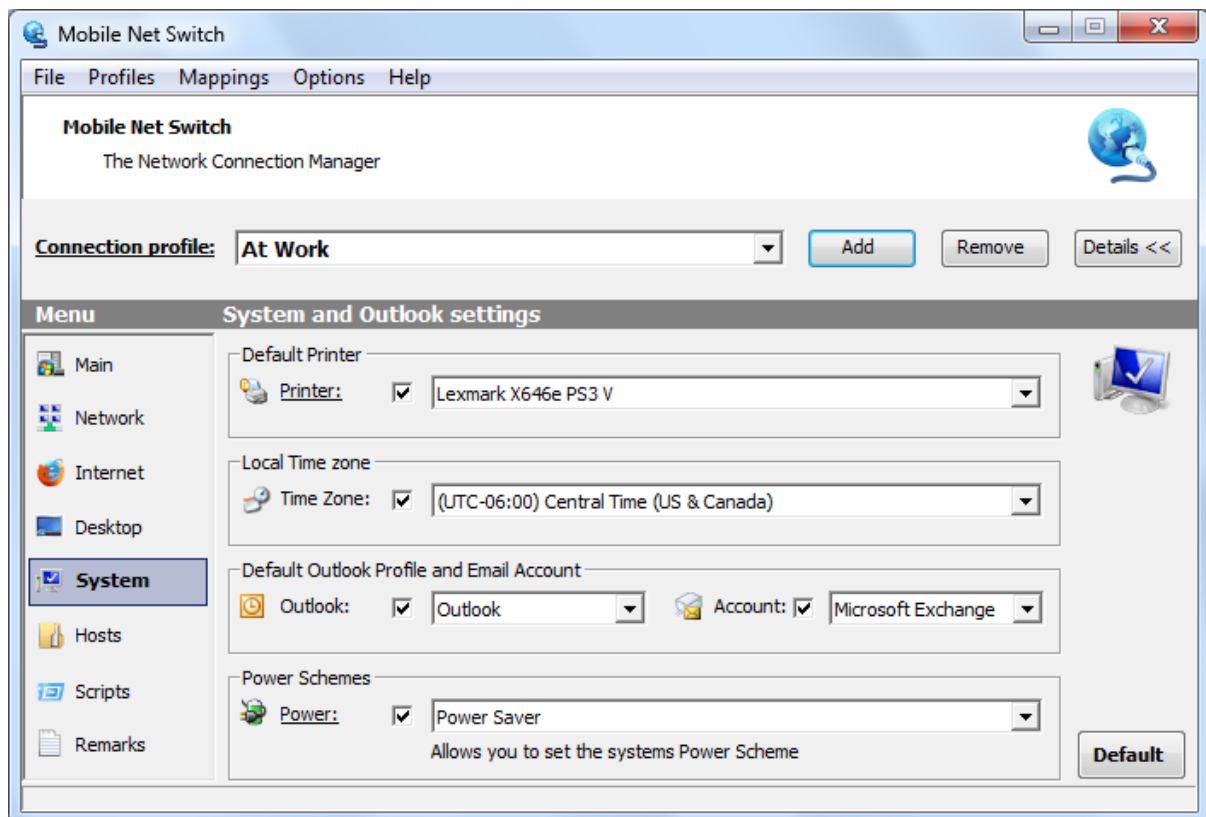 Mobile Net Switch
File Profiles Mappings Options Help
Mobile Net Switch
The Network Connection Manager
Connection profile: At Work Add Remove Details <<
Menu System and Outlook settings
Main
Network
Internet
Desktop
System
Hosts
Scripts
Remarks
Default Printer
Printer: Lexmark X646e PS3 V
Local Time zone
Time Zone: (UTC-06:00) Central Time (US & Canada)
Default Outlook Profile and Email Account
Outlook: Outlook Account: Microsoft Exchange
Power Schemes
Power: Power Saver
Allows you to set the systems Power Scheme
Default